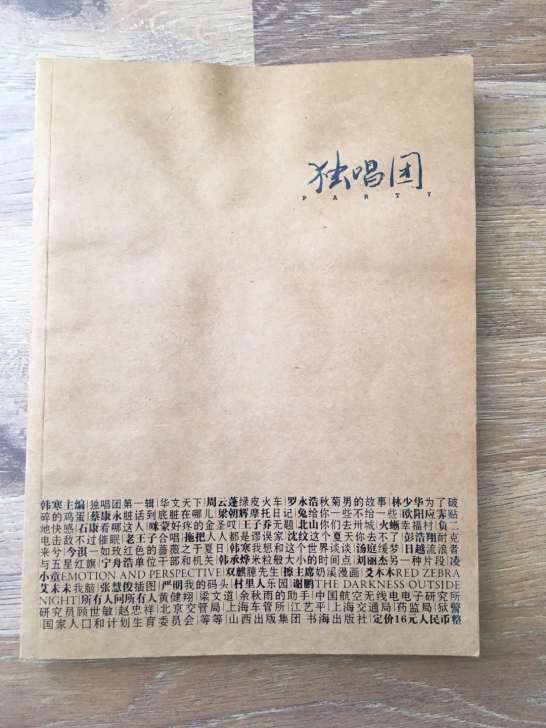 独唱团
PARTY
韩寒主编|独唱团第一辑|华文天下|周云蓬绿皮火车|罗永浩秋菊男的故事|林少华为了破
碎的鸡蛋|蔡康永脏话到底脏在哪儿|梁朝辉摩托日记|兔给你一些不给一些|欧阳应霁贴
地快感|石康看哪这人|咪蒙好疼的金圣叹|王子乔无题|北山你们去卅城|火蜥幸福村|负二
电击敌不过催眠|老王子合唱|拖把人人都是谬误家|沈纹这个夏天你去不了|彭浩翔耐克
来兮|今淇一如玫红色的蔷薇之于夏日|韩寒我想和这个世界谈谈|汤庭缓梦|日越流浪者
与五星红旗|宁舟浩单位干部和机关|韩承烨米粒般大小的时间点|刘丽杰另一种片段|凌
小童EMOTION AND PERSPECTIVE|双麒麟先生|擦主席奶浆漫画|艾木木RED ZEBRA
艾未未我脑|张慧俊插图|严明我的码头|村里人乐园|谢鹏THE DARKNESS OUTSIDE
NIGHT|所有人问所有人|黄健翔|梁文道|余秋雨的助手|中国航空无线电电子研究所
研究员顾世敏|赵忠祥|北京交管局|上海车管所|江艺平|上海交通局|药监局|狱警
国家人口和计划生育委员会|等等|山西出版集团 书海出版社|定价16元人民币整